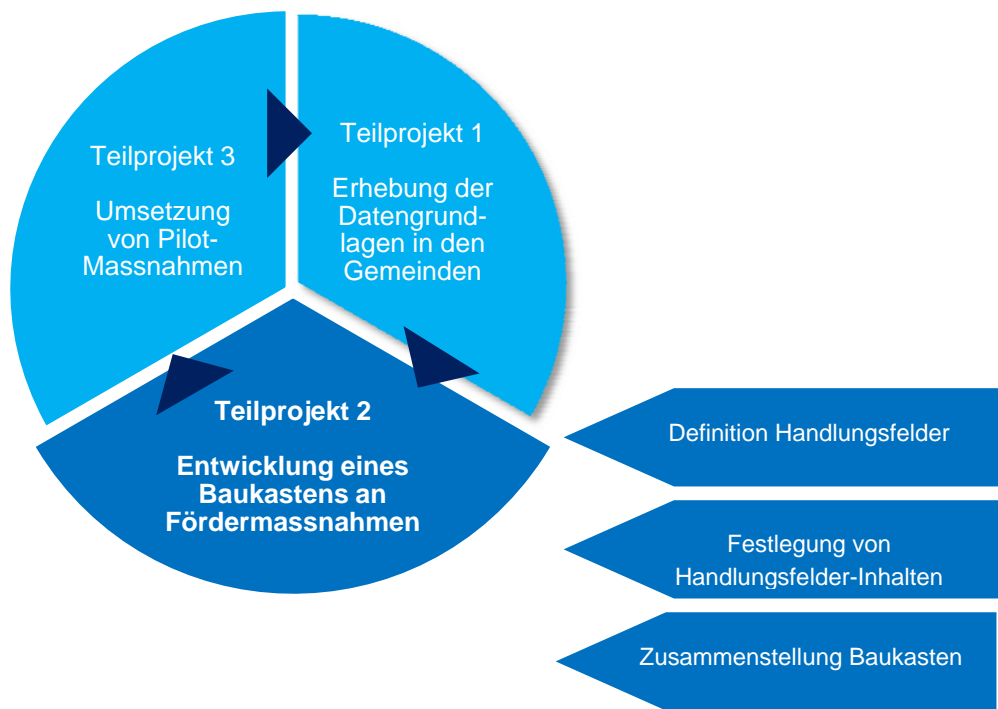 Teilprojekt 1
Erhebung der
Datengrund-
lagen in den
Gemeinden
Teilprojekt 2
Entwicklung eines
Baukastens an
Fördermassnahmen
Teilprojekt 3
Umsetzung
von Pilot-
Massnahmen
Definition Handlungsfelder
Festlegung von
Handlungsfelder-Inhalten
Zusammenstellung Baukasten